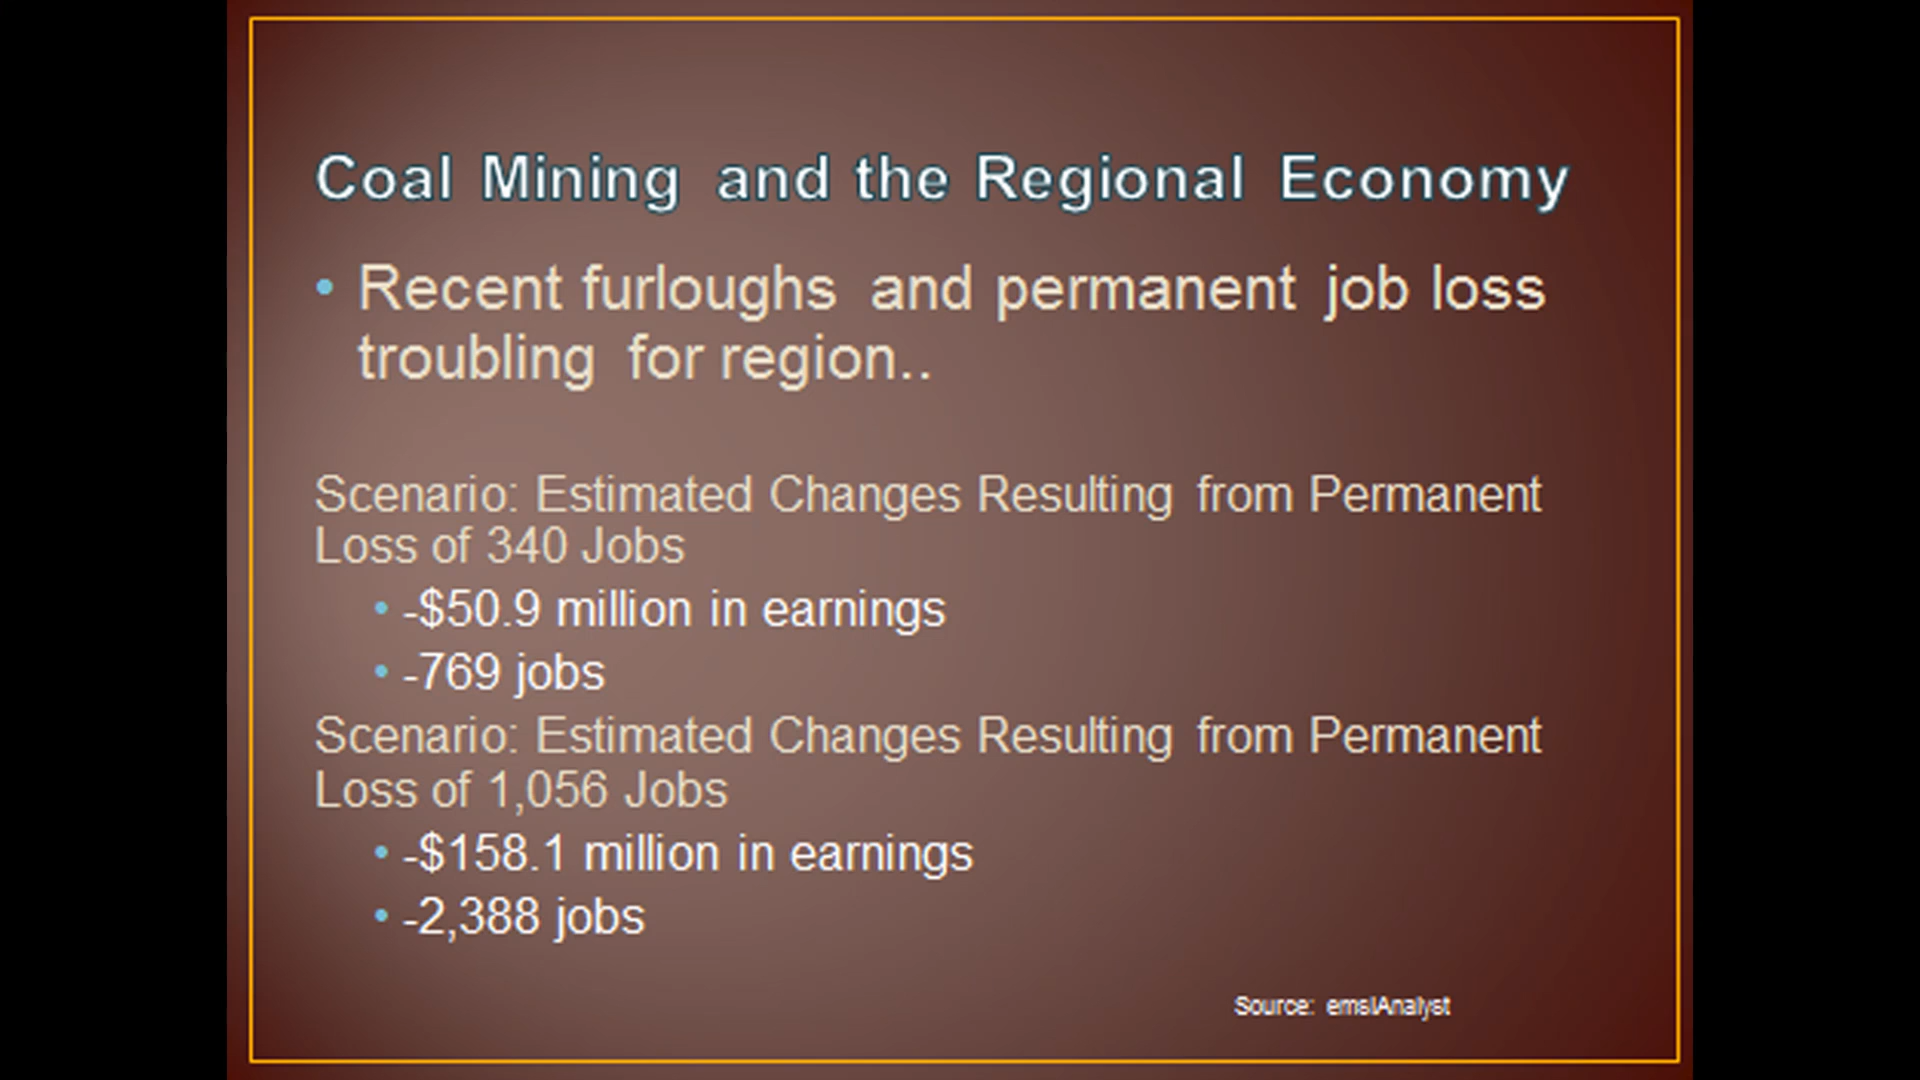 Coal Mining and the Regional Economy
• Recent furloughs and permanent job loss
troubling for region..
Scenario: Estimated Changes Resulting from Permanent
Loss of 340 Jobs
• -$50.9 million in earnings
• -769 jobs
Scenario: Estimated Changes Resulting from Permanent
Loss of 1,056 Jobs
• -$158.1 million in earnings
• -2,388 jobs
Source: emsIAnalyst